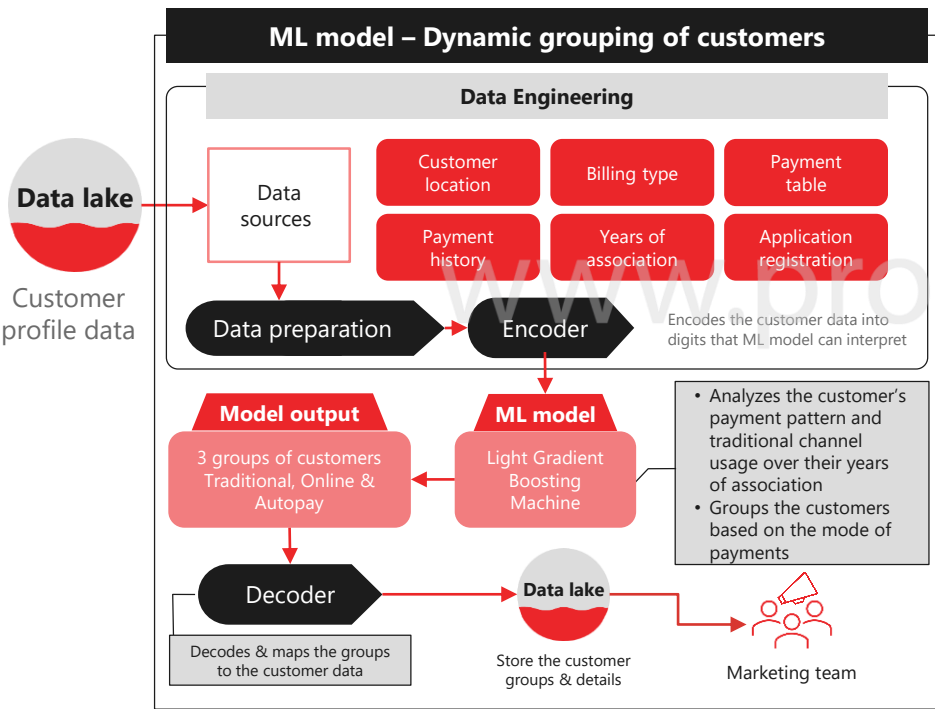 ML model – Dynamic grouping of customers
Data Engineering
Data lake
Customer
profile data
Data
sources
Customer
location
Billing type
Payment
table
Payment
history
Years of
association
Application
registration
www.pro
Data preparation
Encoder
Encodes the customer data into
digits that ML model can interpret
Model output
3 groups of customers
Traditional, Online &
Autopay
ML model
Light Gradient
Boosting
Machine
• Analyzes the customer’s
payment pattern and
traditional channel
usage over their years
of association
• Groups the customers
based on the mode of
payments
Decoder
Decodes & maps the groups
to the customer data
Data lake
Store the customer
groups & details
Marketing team